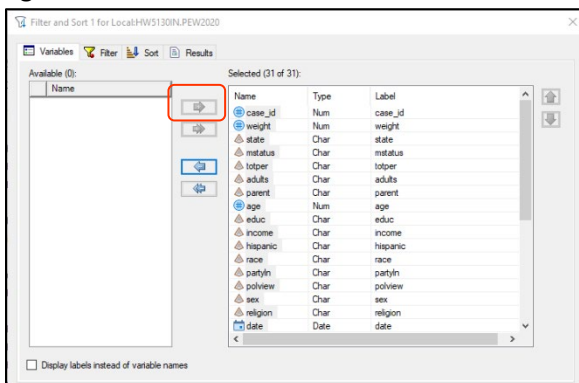 Filter and Sort 1 for Local:HW5130IN.PEW2020
Variables Filter Sort Results
Available (0):
Name
Selected (31 of 31):
Name Type Label
case_id Num case_id
weight Num weight
state Char state
mstatus Char mstatus
totper Char totper
adults Char adults
parent Char parent
age Num age
educ Char educ
income Char income
hispanic Char hispanic
race Char race
partyln Char partyln
polview Char polview
sex Char sex
religion Char religion
date Date date
Display labels instead of variable names